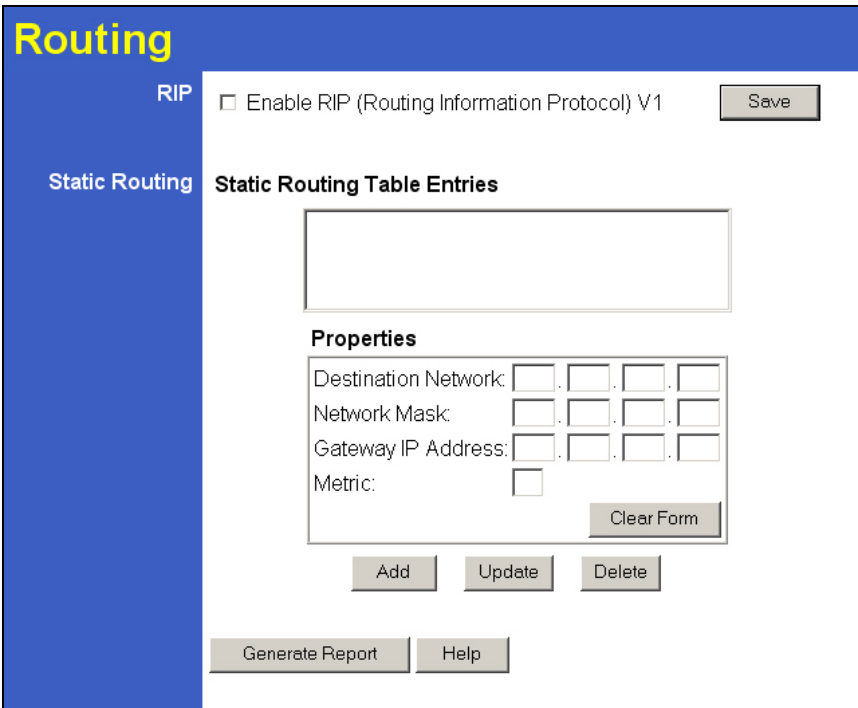 Routing
RIP
Enable RIP (Routing Information Protocol) V1
Save
Static Routing
Static Routing Table Entries
Properties
Destination Network: . . .
Network Mask: . . .
Gateway IP Address: . . .
Metric:
Clear Form
Add
Update
Delete
Generate Report
Help